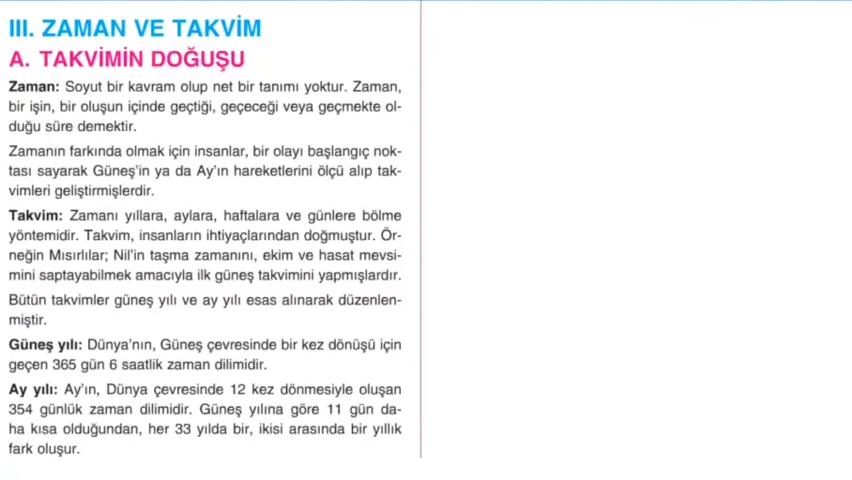 III. ZAMAN VE TAKVİM
A. TAKVİMİN DOĞUŞU
Zaman: Soyut bir kavram olup net bir tanımı yoktur. Zaman,
bir işin, bir oluşun içinde geçtiği, geçeceği veya geçmekte ol-
duğu süre demektir.
Zamanın farkında olmak için insanlar, bir olayı başlangıç nok-
tası sayarak Güneş'in ya da Ay'ın hareketlerini ölçü alıp tak-
vimleri geliştirmişlerdir.
Takvim: Zamanı yıllara, aylara, haftalara ve günlere bölme
yöntemidir. Takvim, insanların ihtiyaçlarından doğmuştur. Ör-
neğin Mısırlılar; Nil'in taşma zamanını, ekim ve hasat mevsi-
mini saptayabilmek amacıyla ilk güneş takvimini yapmışlardır.
Bütün takvimler güneş yılı ve ay yılı esas alınarak düzenlen-
miştir.
Güneş yılı: Dünya'nın, Güneş çevresinde bir kez dönüşü için
geçen 365 gün 6 saatlik zaman dilimidir.
Ay yılı: Ay'ın, Dünya çevresinde 12 kez dönmesiyle oluşan
354 günlük zaman dilimidir. Güneş yılına göre 11 gün da-
ha kısa olduğundan, her 33 yılda bir, ikisi arasında bir yıllık
fark oluşur.